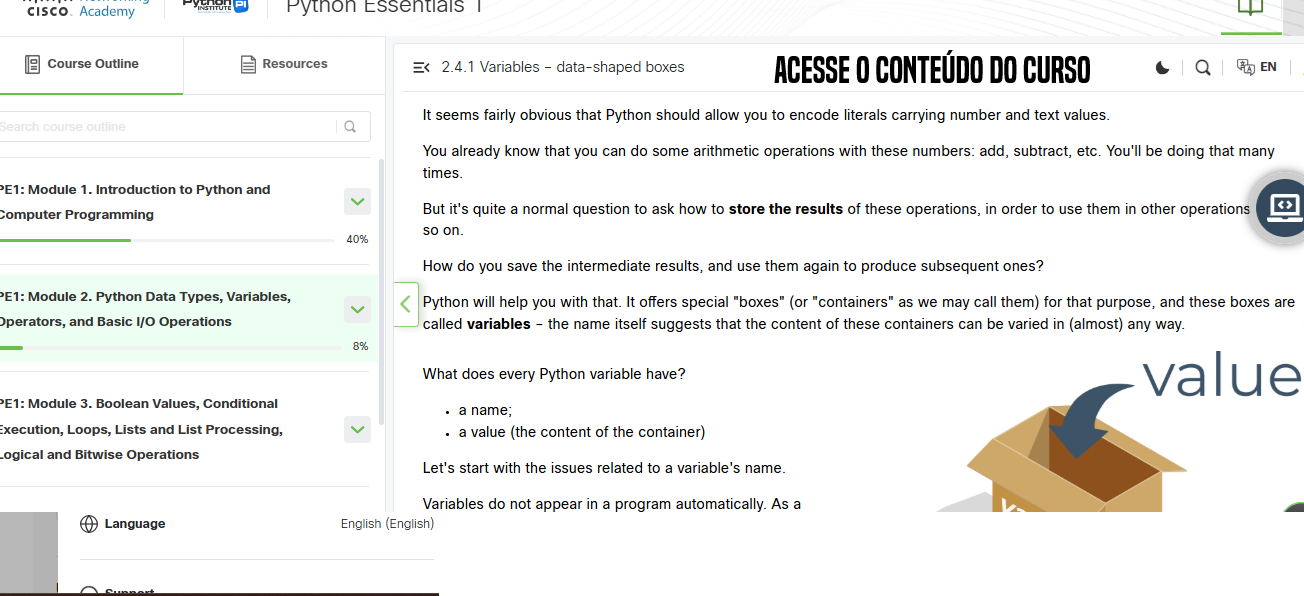 CISCO Academy
Python
INSTITUTE PI
Python Essentials 1
Course Outline
Resources
Search course outline
PE1: Module 1. Introduction to Python and
Computer Programming
40%
PE1: Module 2. Python Data Types, Variables,
Operators, and Basic I/O Operations
8%
PE1: Module 3. Boolean Values, Conditional
Execution, Loops, Lists and List Processing,
Logical and Bitwise Operations
Language
English (English)
Support
2.4.1 Variables – data-shaped boxes
ACESSE O CONTEÚDO DO CURSO
EN
It seems fairly obvious that Python should allow you to encode literals carrying number and text values.
You already know that you can do some arithmetic operations with these numbers: add, subtract, etc. You'll be doing that many
times.
But it's quite a normal question to ask how to store the results of these operations, in order to use them in other operations
so on.
How do you save the intermediate results, and use them again to produce subsequent ones?
Python will help you with that. It offers special "boxes" (or "containers" as we may call them) for that purpose, and these boxes are
called variables – the name itself suggests that the content of these containers can be varied in (almost) any way.
What does every Python variable have?
• a name;
• a value (the content of the container)
Let's start with the issues related to a variable's name.
Variables do not appear in a program automatically. As a
value